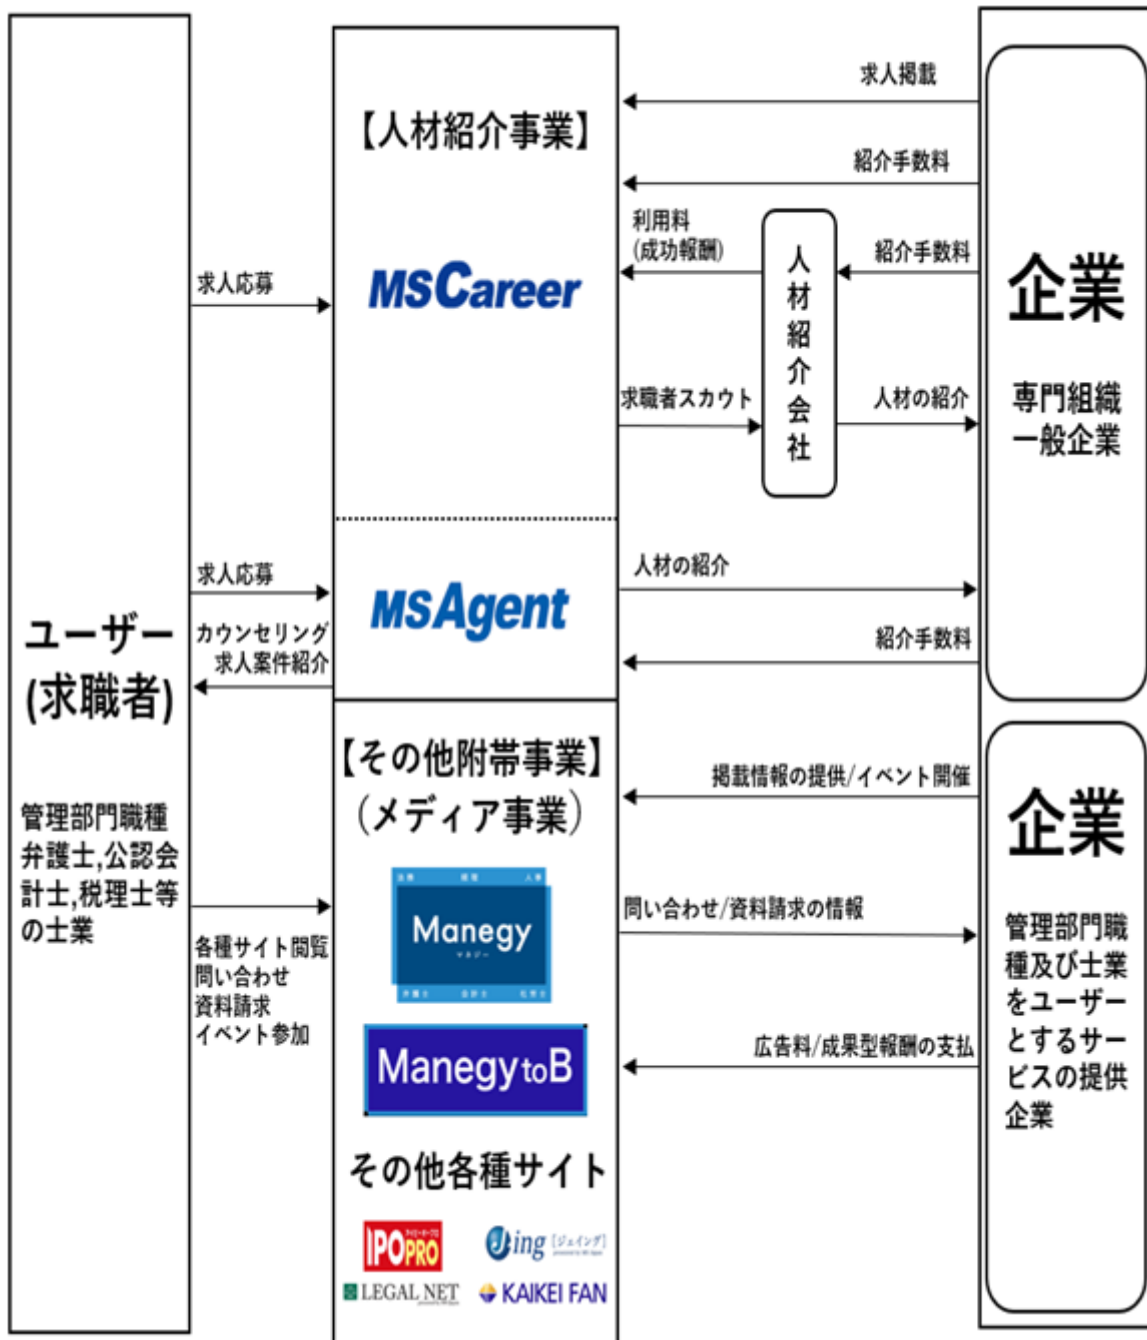 ユーザー
(求職者)
管理部門職種
弁護士,公認会
計士,税理士等
の士業
求人応募
求人応募
カウンセリング
求人案件紹介
各種サイト閲覧
問い合わせ
資料請求
イベント参加
【人材紹介事業】
MSCareer
MSAgent
【その他附帯事業】
(メディア事業)
Manegy
マネジー
ManegytoB
その他各種サイト
IPOPRO
Jing [ジェイング]
LEGAL NET
KAIKEI FAN
求人掲載
紹介手数料
利用料
(成功報酬)
紹介手数料
求職者スカウト
人材の紹介
人材紹介会社
人材の紹介
紹介手数料
掲載情報の提供/イベント開催
問い合わせ/資料請求の情報
広告料/成果型報酬の支払
企業
専門組織
一般企業
企業
管理部門職
種及び士業
をユーザー
とするサー
ビスの提供
企業